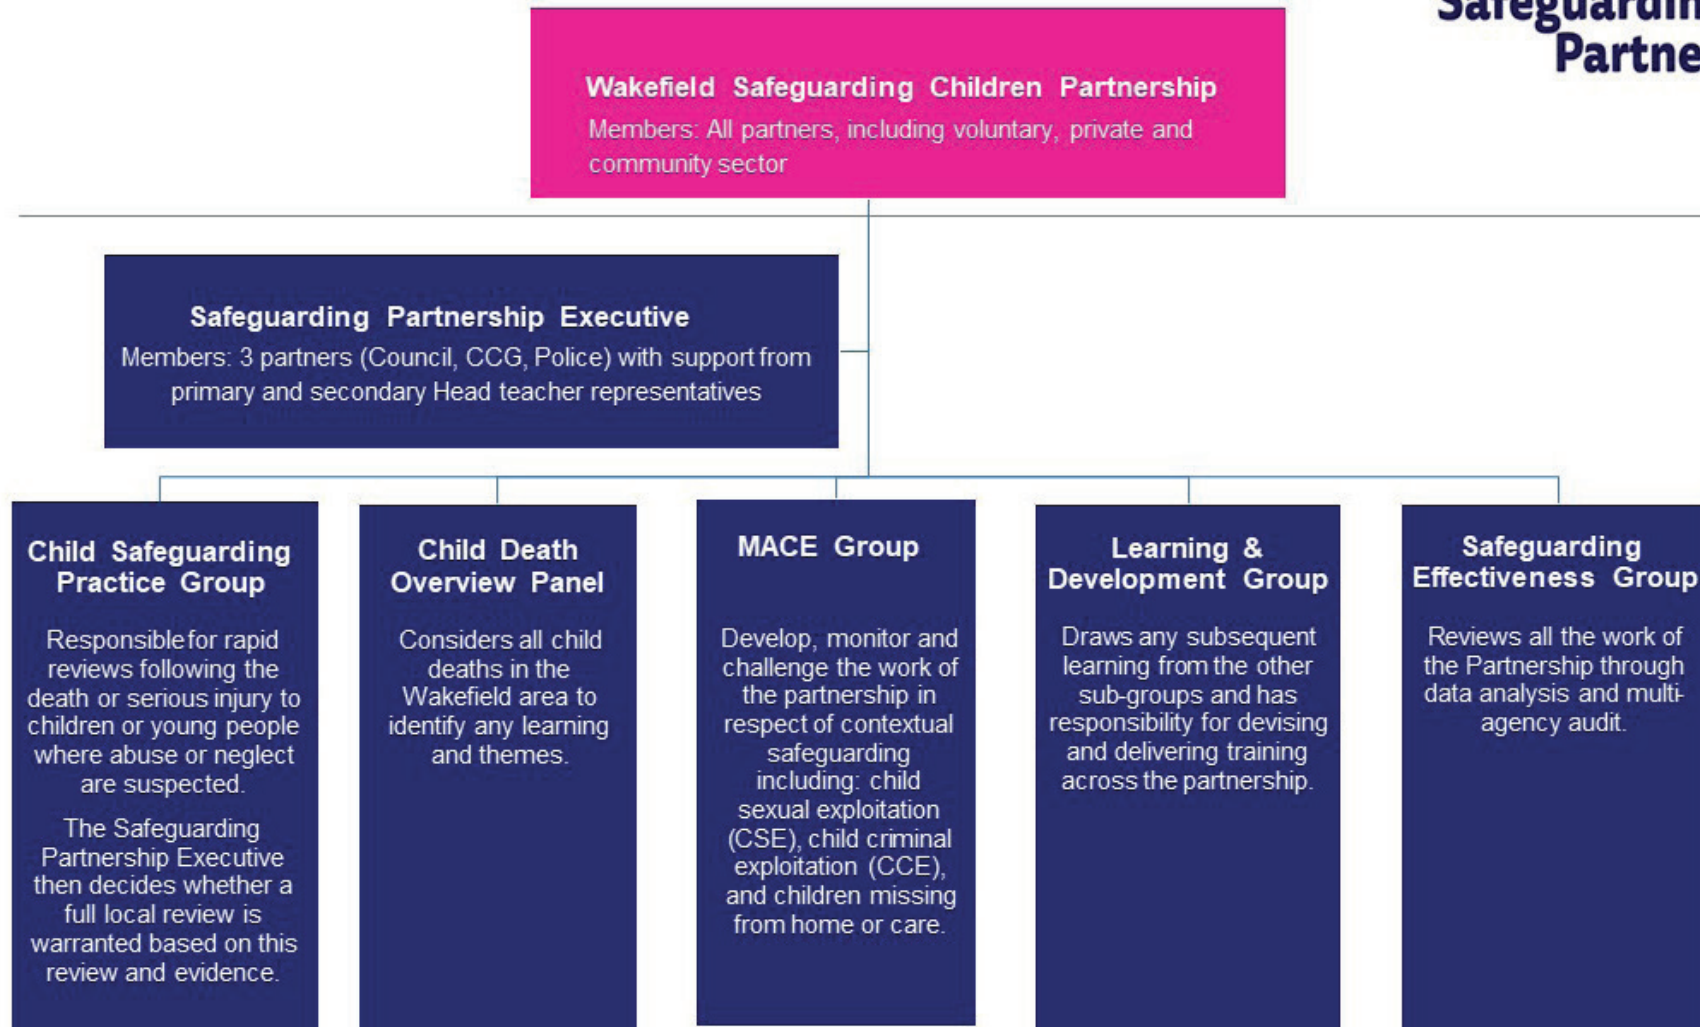 Partne
Wakefield Safeguarding Children Partnership
Members: All partners, including voluntary, private and
community sector
Safeguarding Partnership Executive
Members: 3 partners (Council, CCG, Police) with support from
primary and secondary Head teacher representatives
Child Safeguarding
Practice Group
Responsible for rapid
reviews following the
death or serious injury to
children or young people
where abuse or neglect
are suspected.
The Safeguarding
Partnership Executive
then decides whether a
full local review is
warranted based on this
review and evidence.
Child Death
Overview Panel
Considers all child
deaths in the
Wakefield area to
identify any learning
and themes.
MACE Group
Develop, monitor and
challenge the work of
the partnership in
respect of contextual
safeguarding
including: child
sexual exploitation
(CSE), child criminal
exploitation (CCE),
and children missing
from home or care.
Learning &
Development Group
Draws any subsequent
learning from the other
sub-groups and has
responsibility for devising
and delivering training
across the partnership.
Safeguarding
Effectiveness Group
Reviews all the work of
the Partnership through
data analysis and multi-
agency audit.